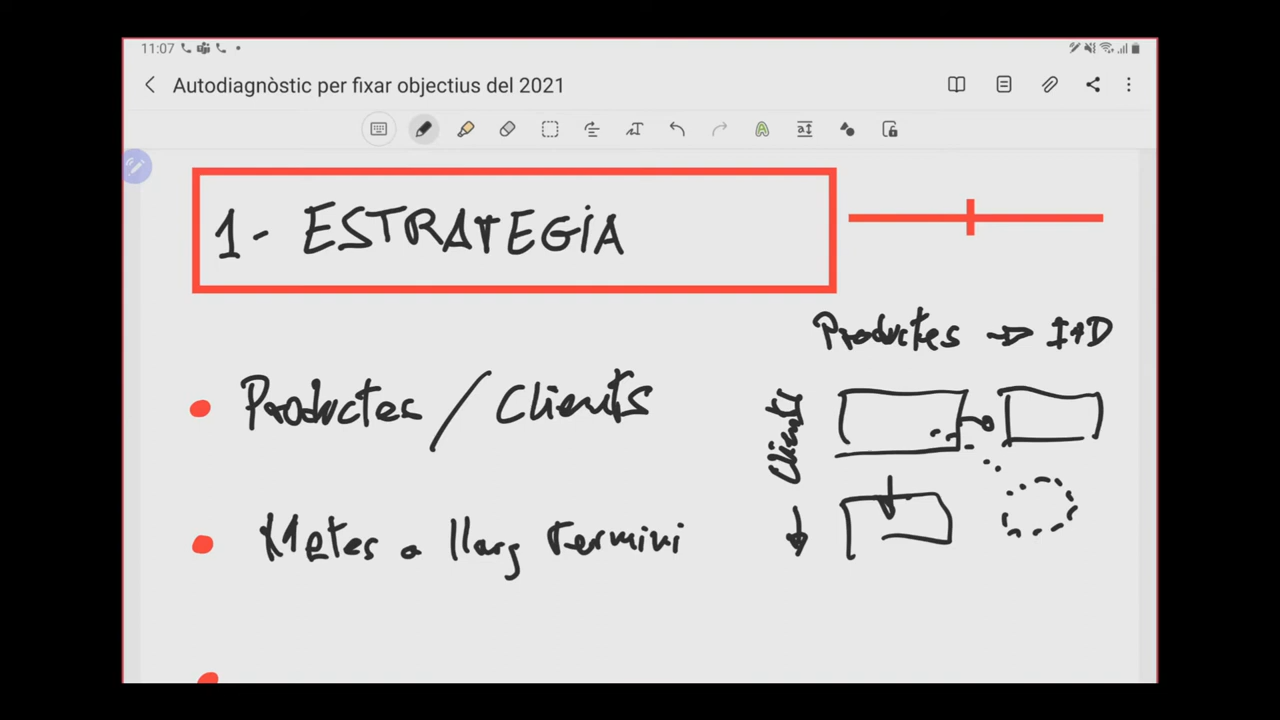 11:07
Autodiagnòstic per fixar objectius del 2021
1- ESTRATEGIA
Productes / Clients
Metes a llarg termini
Productes → I+D
Clients ↓